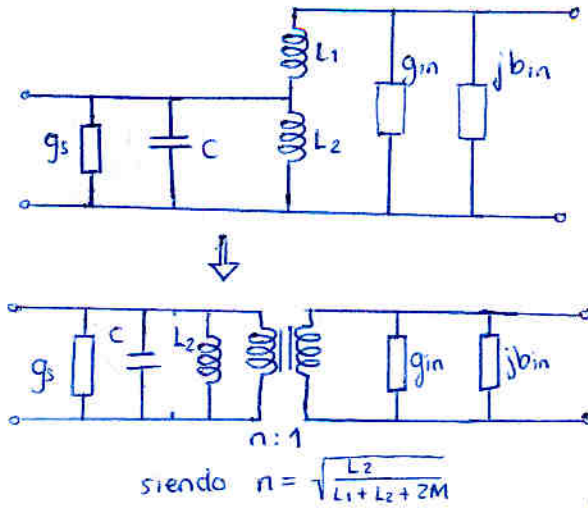 L1
gin
jbin
gs
C
L2
gs
C
L2
gin
jbin
n:1
siendo n = √(L2 / (L1 + L2 + 2M))